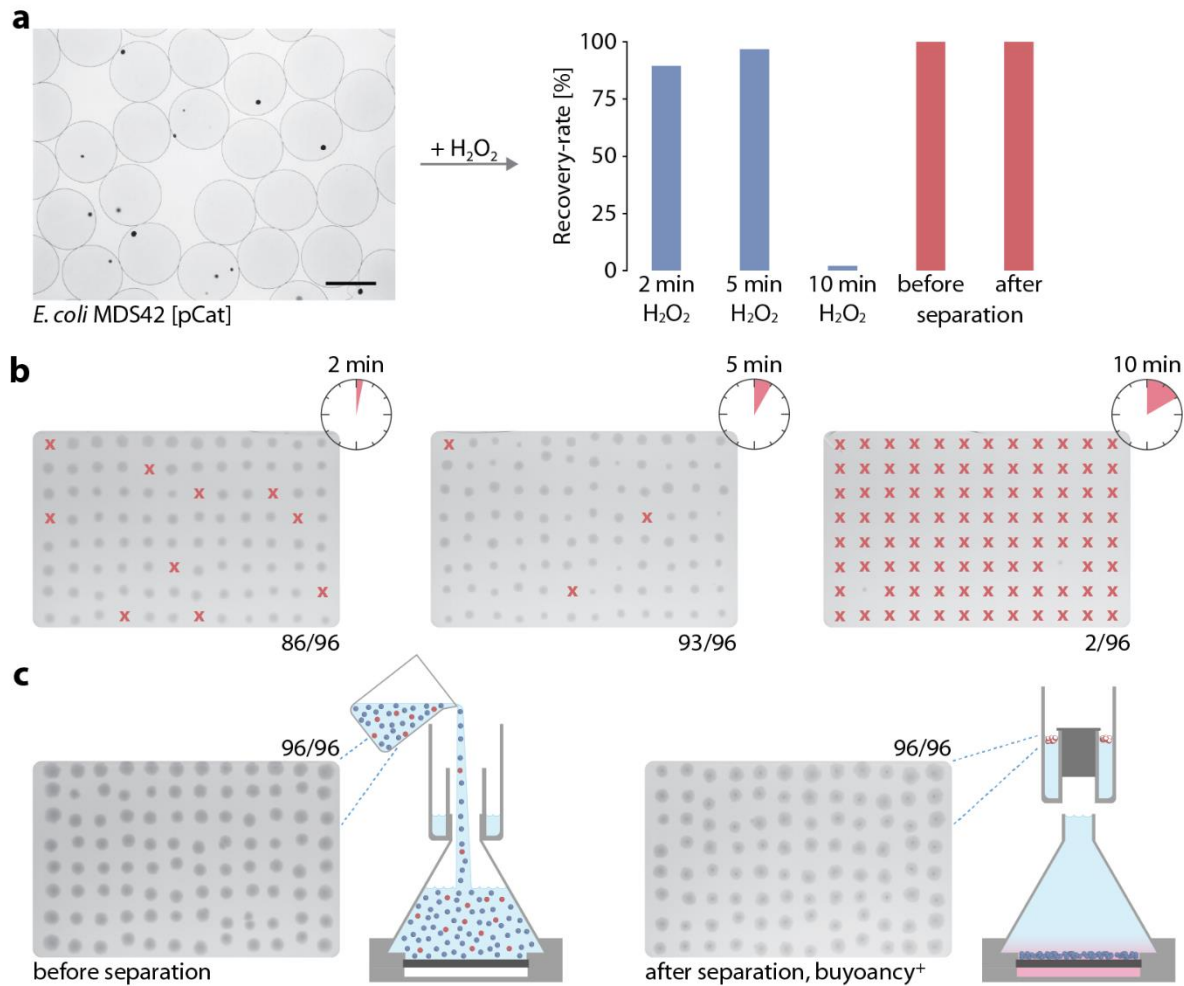 a
100
75
50
25
0
Recovery-rate [%]
+ H₂O₂
2 min
5 min
10 min
before
after
H₂O₂
H₂O₂
H₂O₂
separation
E. coli MDS42 [pCat]
b
2 min
5 min
10 min
x
x
x x
x x
x
x
x x
x
x
x
x x x x x x x x x x x x
x x x x x x x x x x x x
x x x x x x x x x x x x
x x x x x x x x x x x x
x x x x x x x x x x x x
x x x x x x x x x x x
x x x x x x x x x x x
x x x x x x x x x x x x
86/96
93/96
2/96
c
96/96
96/96
before separation
after separation, buyoancy⁺